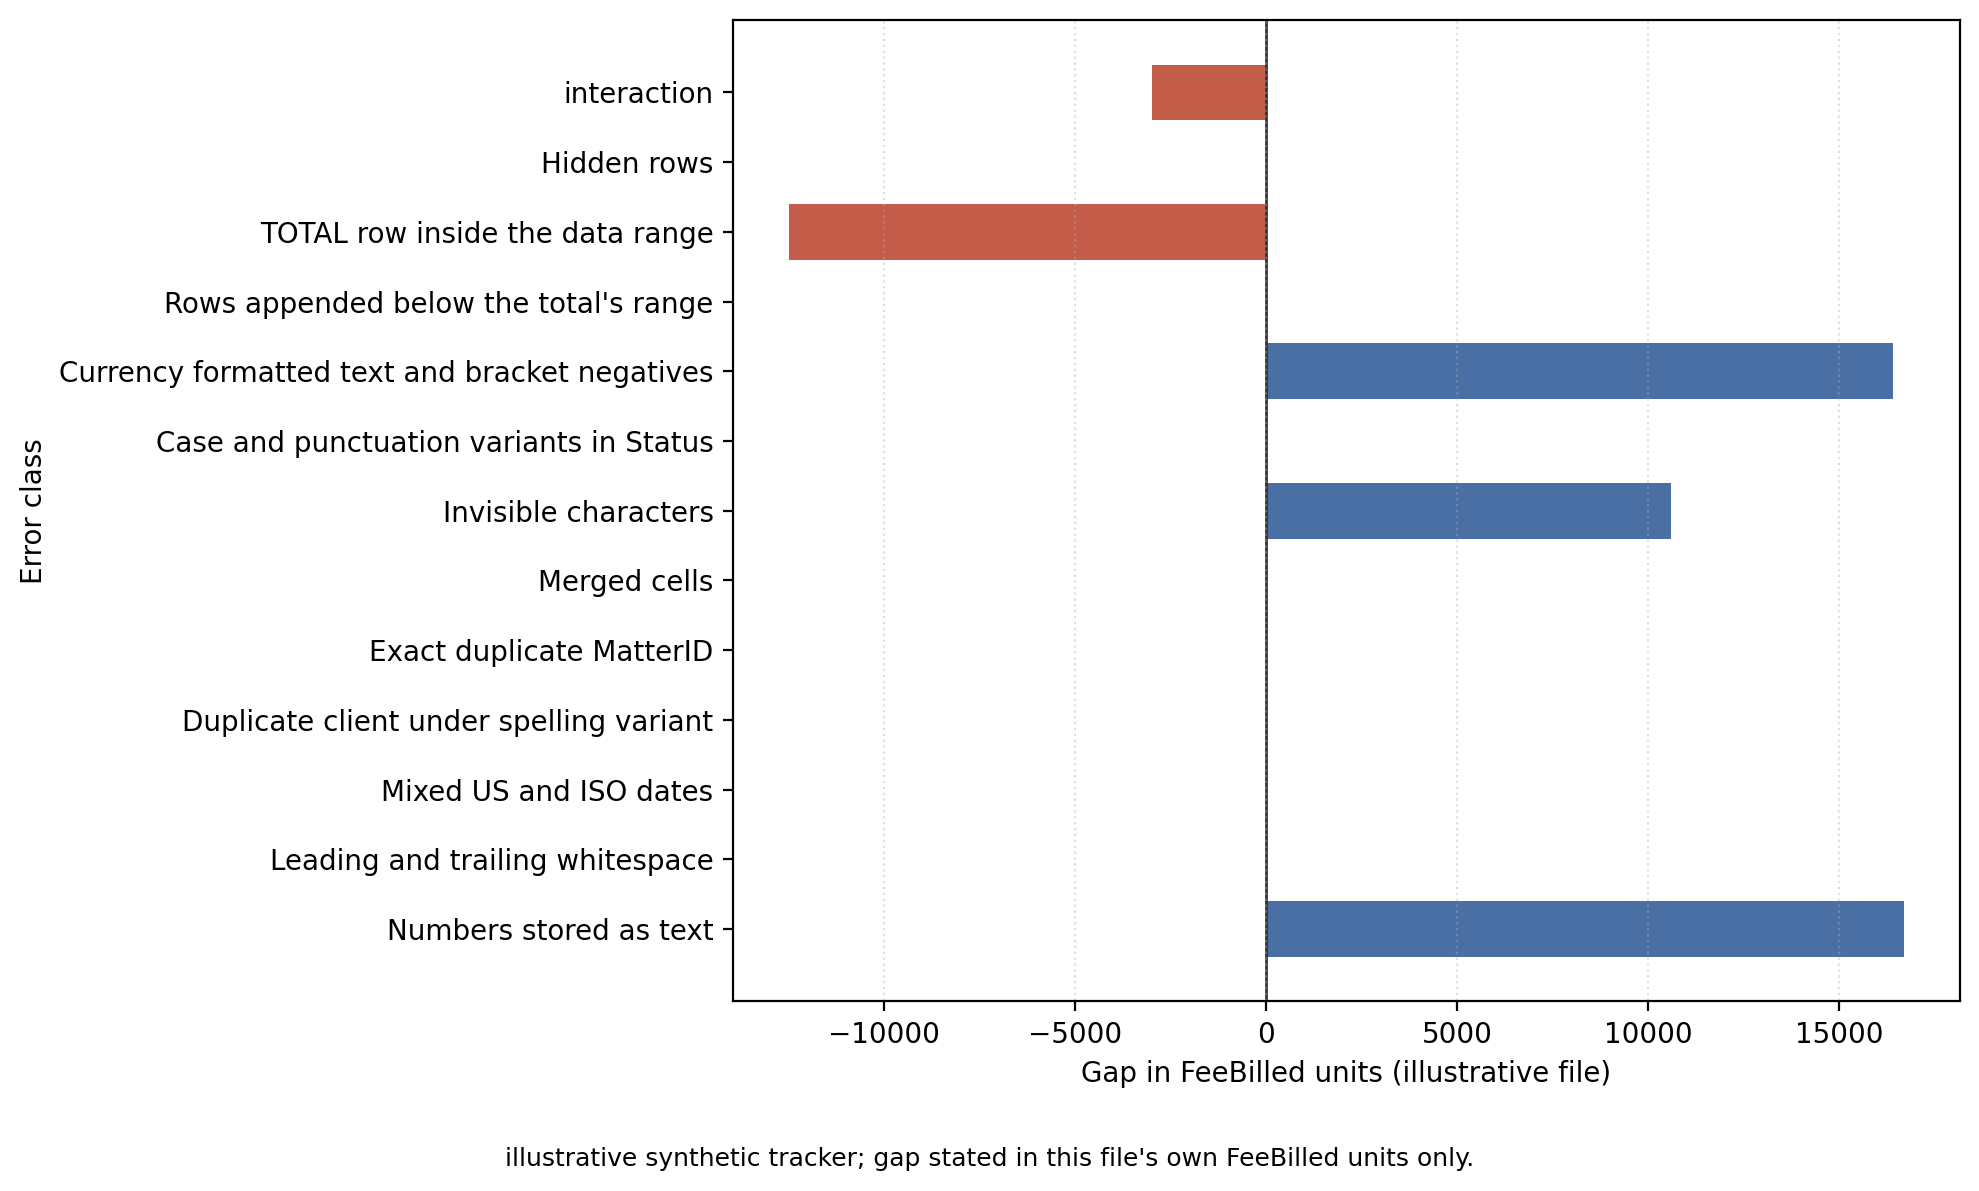 interaction
Hidden rows
TOTAL row inside the data range
Rows appended below the total's range
Currency formatted text and bracket negatives
Case and punctuation variants in Status
Invisible characters
Merged cells
Exact duplicate MatterID
Duplicate client under spelling variant
Mixed US and ISO dates
Leading and trailing whitespace
Numbers stored as text
Error class
−10000 −5000 0 5000 10000 15000
Gap in FeeBilled units (illustrative file)
illustrative synthetic tracker; gap stated in this file's own FeeBilled units only.